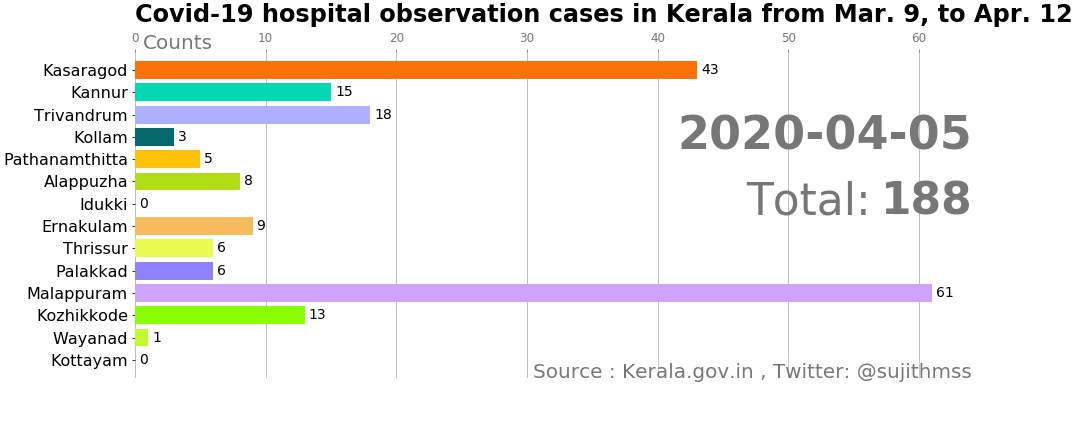 Covid-19 hospital observation cases in Kerala from Mar. 9, to Apr. 12
0 10 20 30 40 50 60
Counts
Kasaragod 43
Kannur 15
Trivandrum 18
Kollam 3
Pathanamthitta 5
Alappuzha 8
Idukki 0
Ernakulam 9
Thrissur 6
Palakkad 6
Malappuram 61
Kozhikkode 13
Wayanad 1
Kottayam 0
2020-04-05
Total: 188
Source : Kerala.gov.in , Twitter: @sujithmss